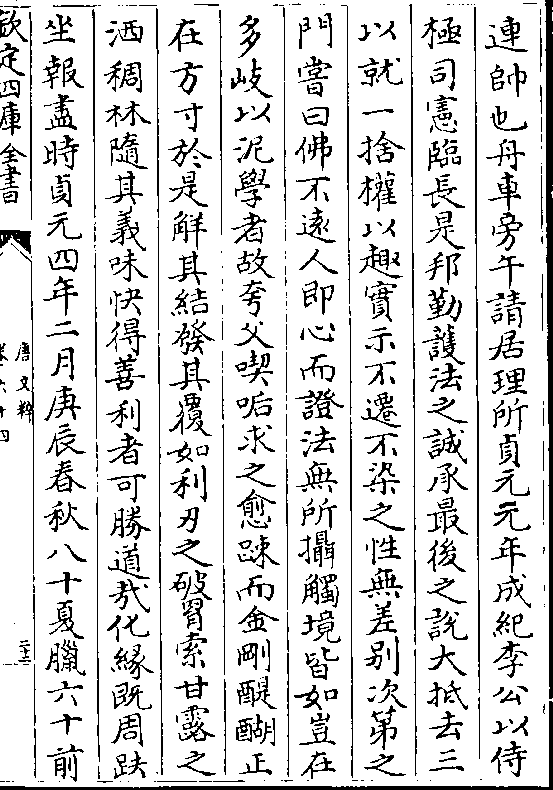 連帥也舟車旁午請居理所貞元元年成紀李公以侍
極司憲臨長是邦勤護法之誠承最後之說大抵去三
以就一捨權以趣實示不遷不染之性無差别次第之
門嘗曰佛不遠人即心而證法無所攝觸境皆如豈在
多岐以泥學者故夸父喫詬求之愈踈而金剛醍醐正
在方寸於是解其結發其覆如利刃之破𦊰索甘露之
洒稠林隨其義味快得善利者可勝道哉化緣既周趺
坐報盡時貞元四年二月庚辰春秋八十夏臘六十前
欽定四庫全書
唐文粹
卷六十四